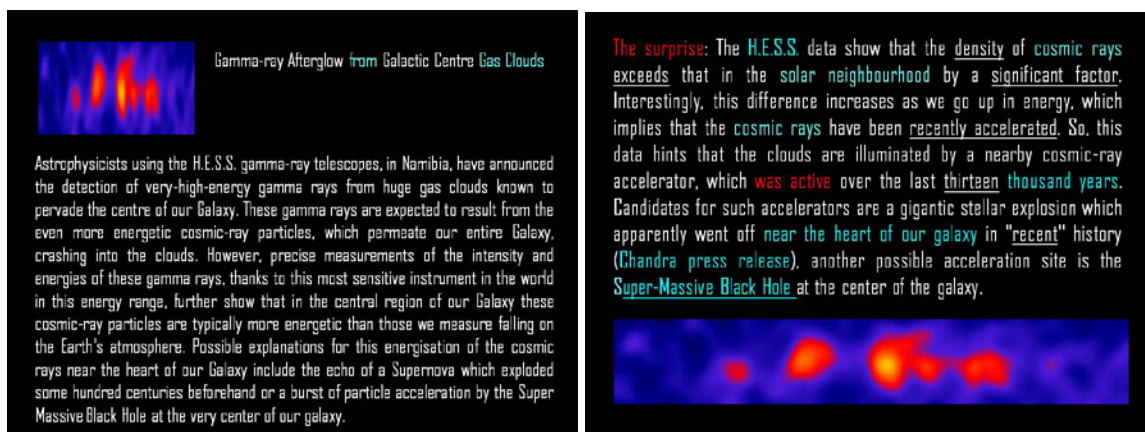 Gamma-ray Afterglow from Galactic Centre Gas Clouds
Astrophysicists using the H.E.S.S. gamma-ray telescopes, in Namibia, have announced
the detection of very-high-energy gamma rays from huge gas clouds known to
pervade the centre of our Galaxy. These gamma rays are expected to result from the
even more energetic cosmic-ray particles, which permeate our entire Galaxy,
crashing into the clouds. However, precise measurements of the intensity and
energies of these gamma rays, thanks to this most sensitive instrument in the world
in this energy range, further show that in the central region of our Galaxy these
cosmic-ray particles are typically more energetic than those we measure falling on
the Earth's atmosphere. Possible explanations for this energisation of the cosmic
rays near the heart of our Galaxy include the echo of a Supernova which exploded
some hundred centuries beforehand or a burst of particle acceleration by the Super
Massive Black Hole at the very center of our galaxy.
The surprise: The H.E.S.S. data show that the density of cosmic rays
exceeds that in the solar neighbourhood by a significant factor.
Interestingly, this difference increases as we go up in energy, which
implies that the cosmic rays have been recently accelerated. So, this
data hints that the clouds are illuminated by a nearby cosmic-ray
accelerator, which was active over the last thirteen thousand years.
Candidates for such accelerators are a gigantic stellar explosion which
apparently went off near the heart of our galaxy in "recent" history
(Chandra press release), another possible acceleration site is the
Super-Massive Black Hole at the center of the galaxy.